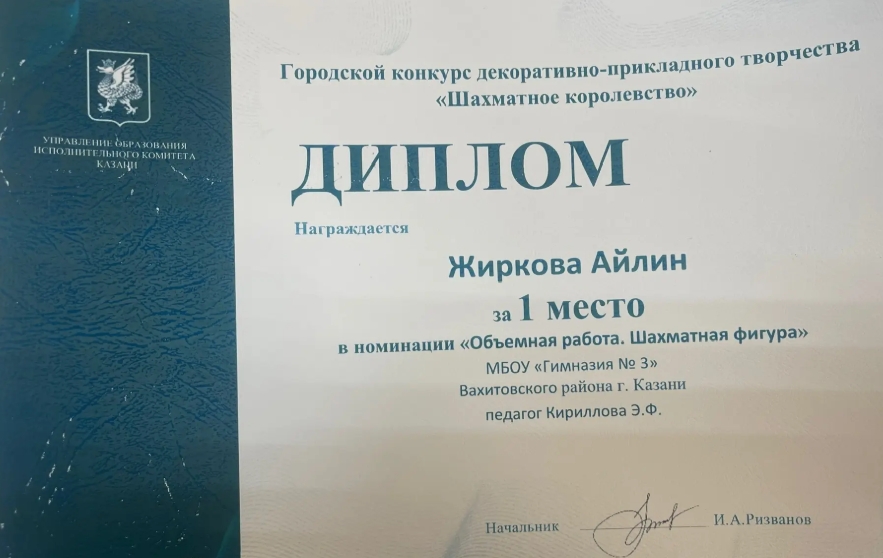 УПРАВЛЕНИЕ ОБРАЗОВАНИЯ
ИСПОЛНИТЕЛЬНОГО КОМИТЕТА
КАЗАНИ
Городской конкурс декоративно-прикладного творчества
«Шахматное королевство»
ДИПЛОМ
Награждается
Жиркова Айлин
за 1 место
в номинации «Объемная работа. Шахматная фигура»
МБОУ «Гимназия № 3»
Вахитовского района г. Казани
педагог Кириллова Э.Ф.
Начальник И.А.Ризванов